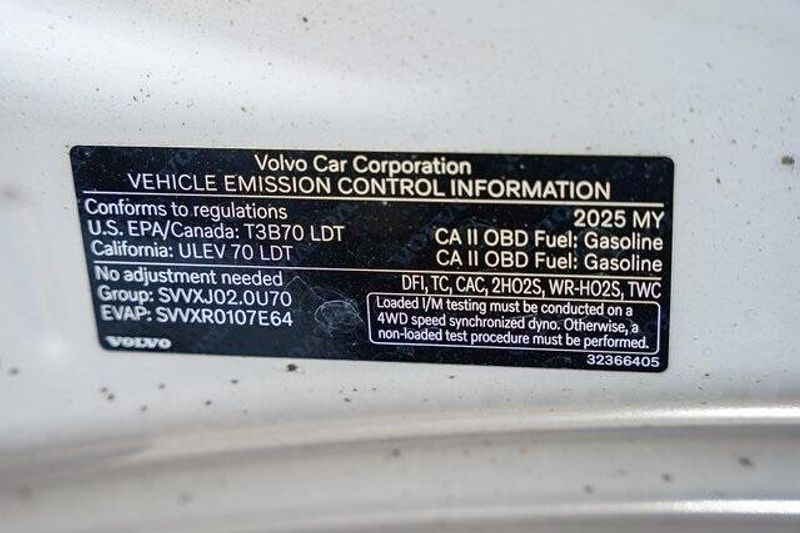 Volvo Car Corporation
VEHICLE EMISSION CONTROL INFORMATION
Conforms to regulations
U.S. EPA/Canada: T3B70 LDT
California: ULEV 70 LDT
2025 MY
CA II OBD Fuel: Gasoline
CA II OBD Fuel: Gasoline
No adjustment needed
Group: SVVXJ02.0U70
EVAP: SVVXR0107E64
VOLVO
DFI, TC, CAC, 2HO2S, WR-HO2S, TWC
Loaded I/M testing must be conducted on a
4WD speed synchronized dyno. Otherwise, a
non-loaded test procedure must be performed.
32366405